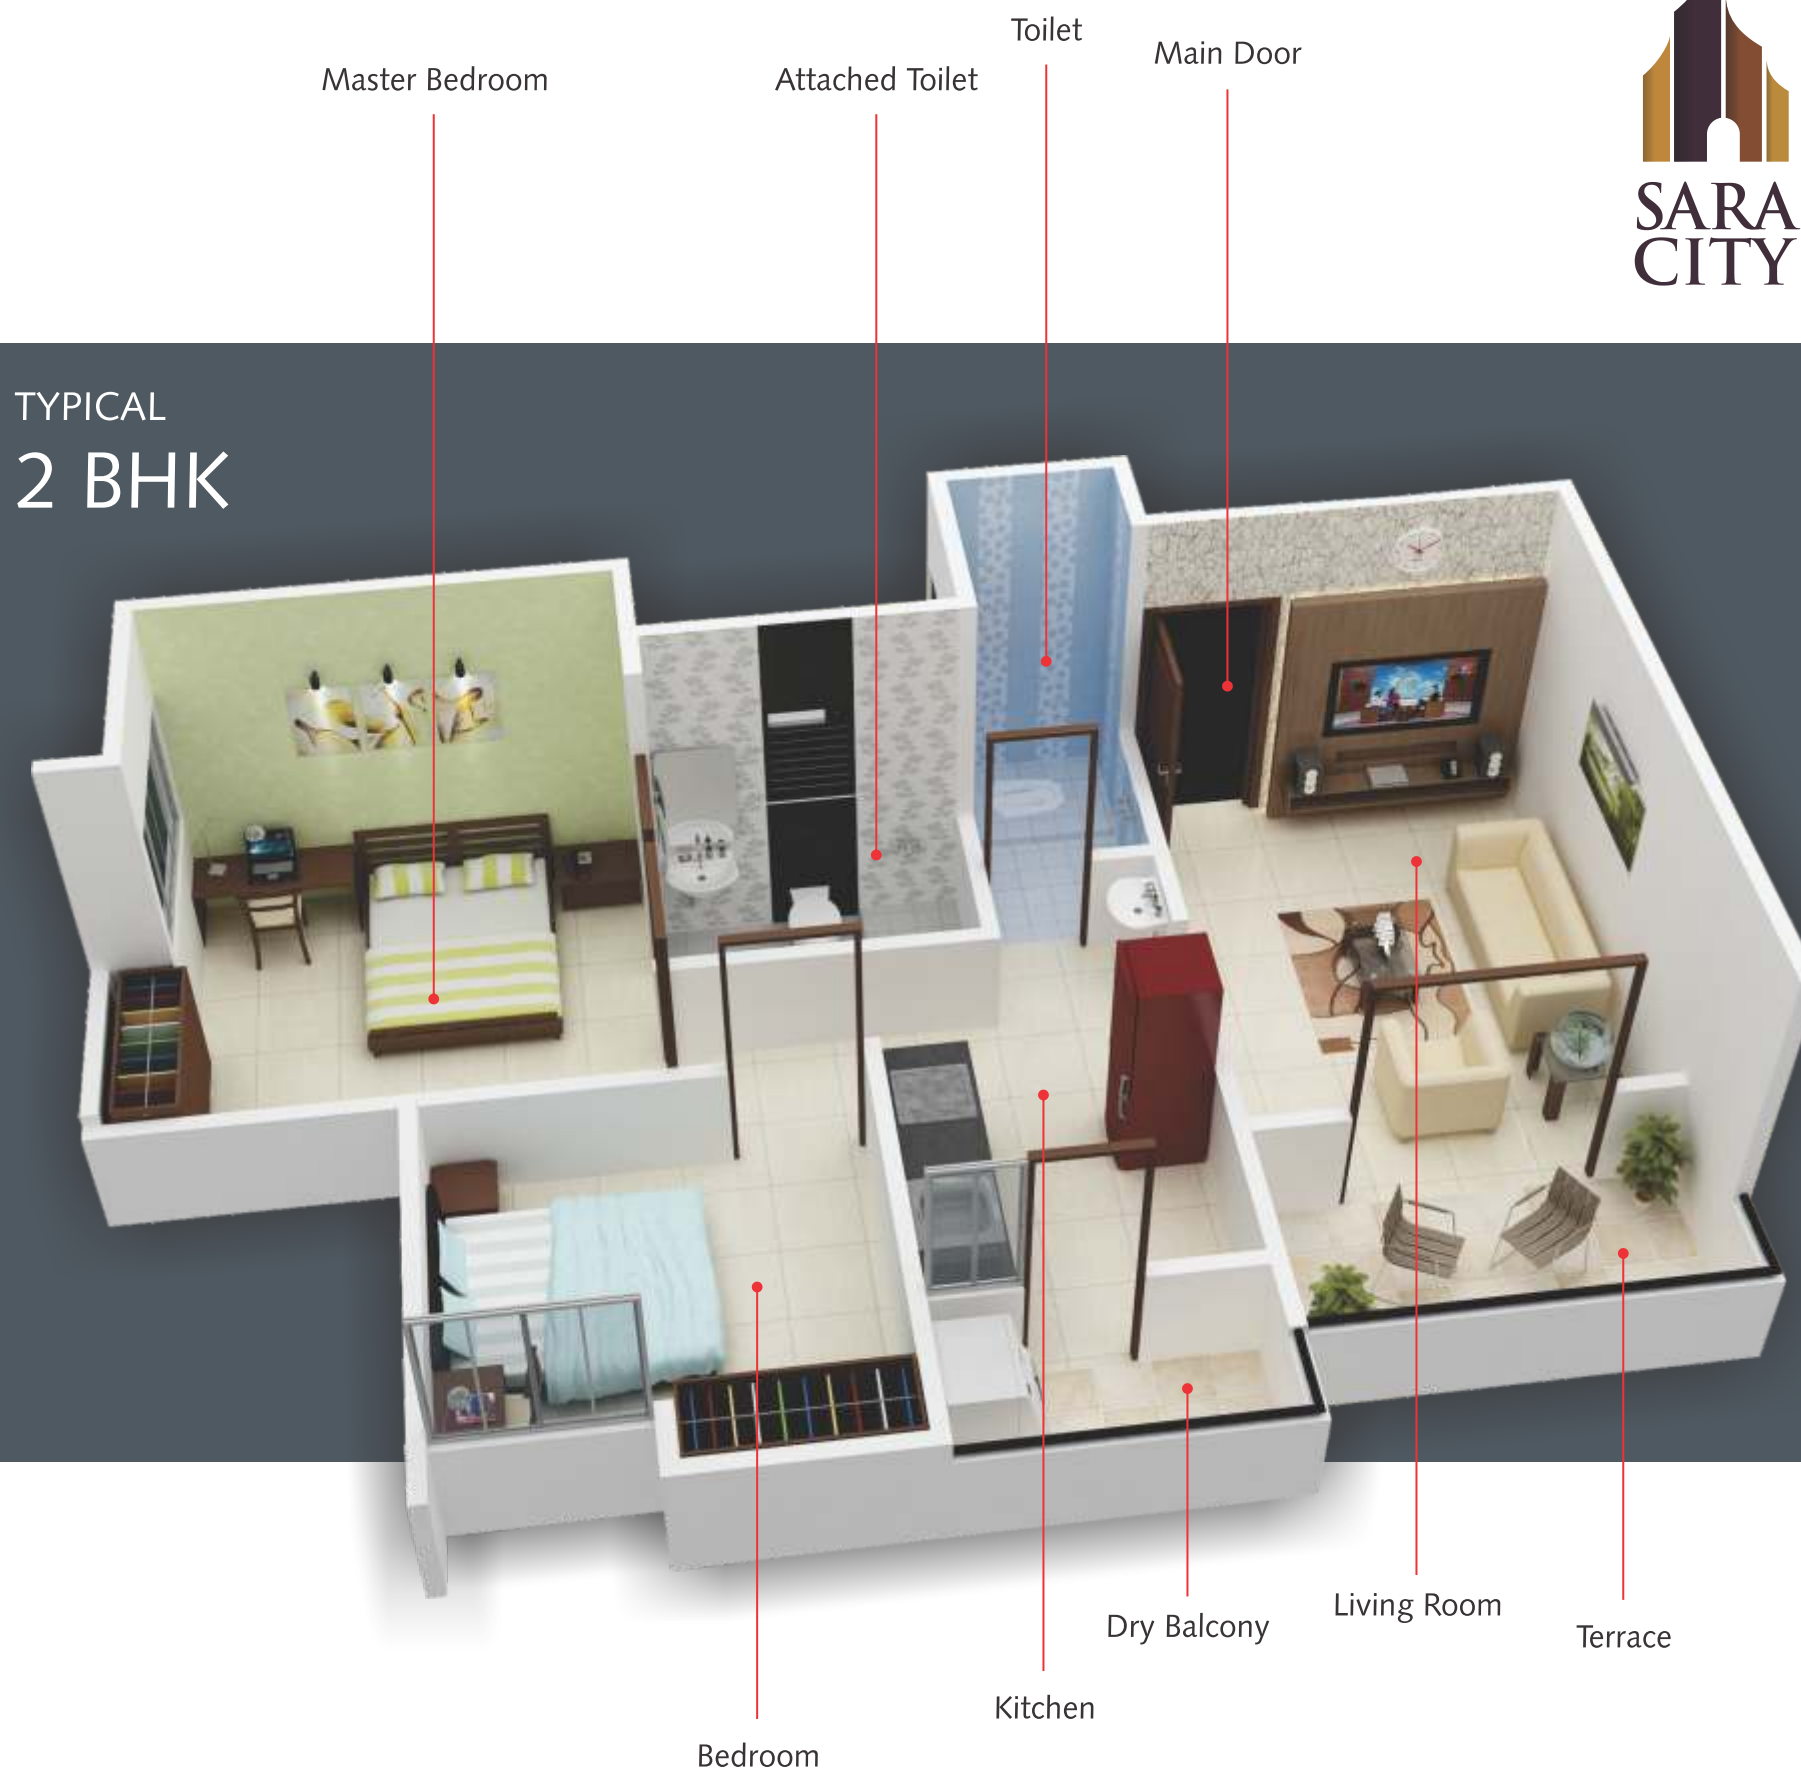 Toilet
Main Door
Master Bedroom
Attached Toilet
SARA
CITY
TYPICAL
2 BHK
Living Room
Dry Balcony
Terrace
Kitchen
Bedroom